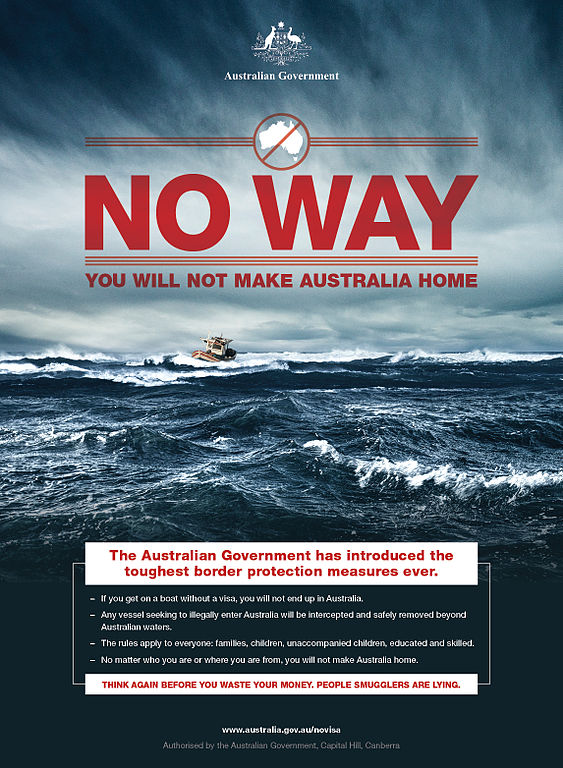 Australian Government
NO WAY
YOU WILL NOT MAKE AUSTRALIA HOME
The Australian Government has introduced the
toughest border protection measures ever.
– If you get on a boat without a visa, you will not end up in Australia.
– Any vessel seeking to illegally enter Australia will be intercepted and safely removed beyond
Australian waters.
– The rules apply to everyone: families, children, unaccompanied children, educated and skilled.
– No matter who you are or where you are from, you will not make Australia home.
THINK AGAIN BEFORE YOU WASTE YOUR MONEY. PEOPLE SMUGGLERS ARE LYING.
www.australia.gov.au/novisa
Authorised by the Australian Government, Capital Hill, Canberra